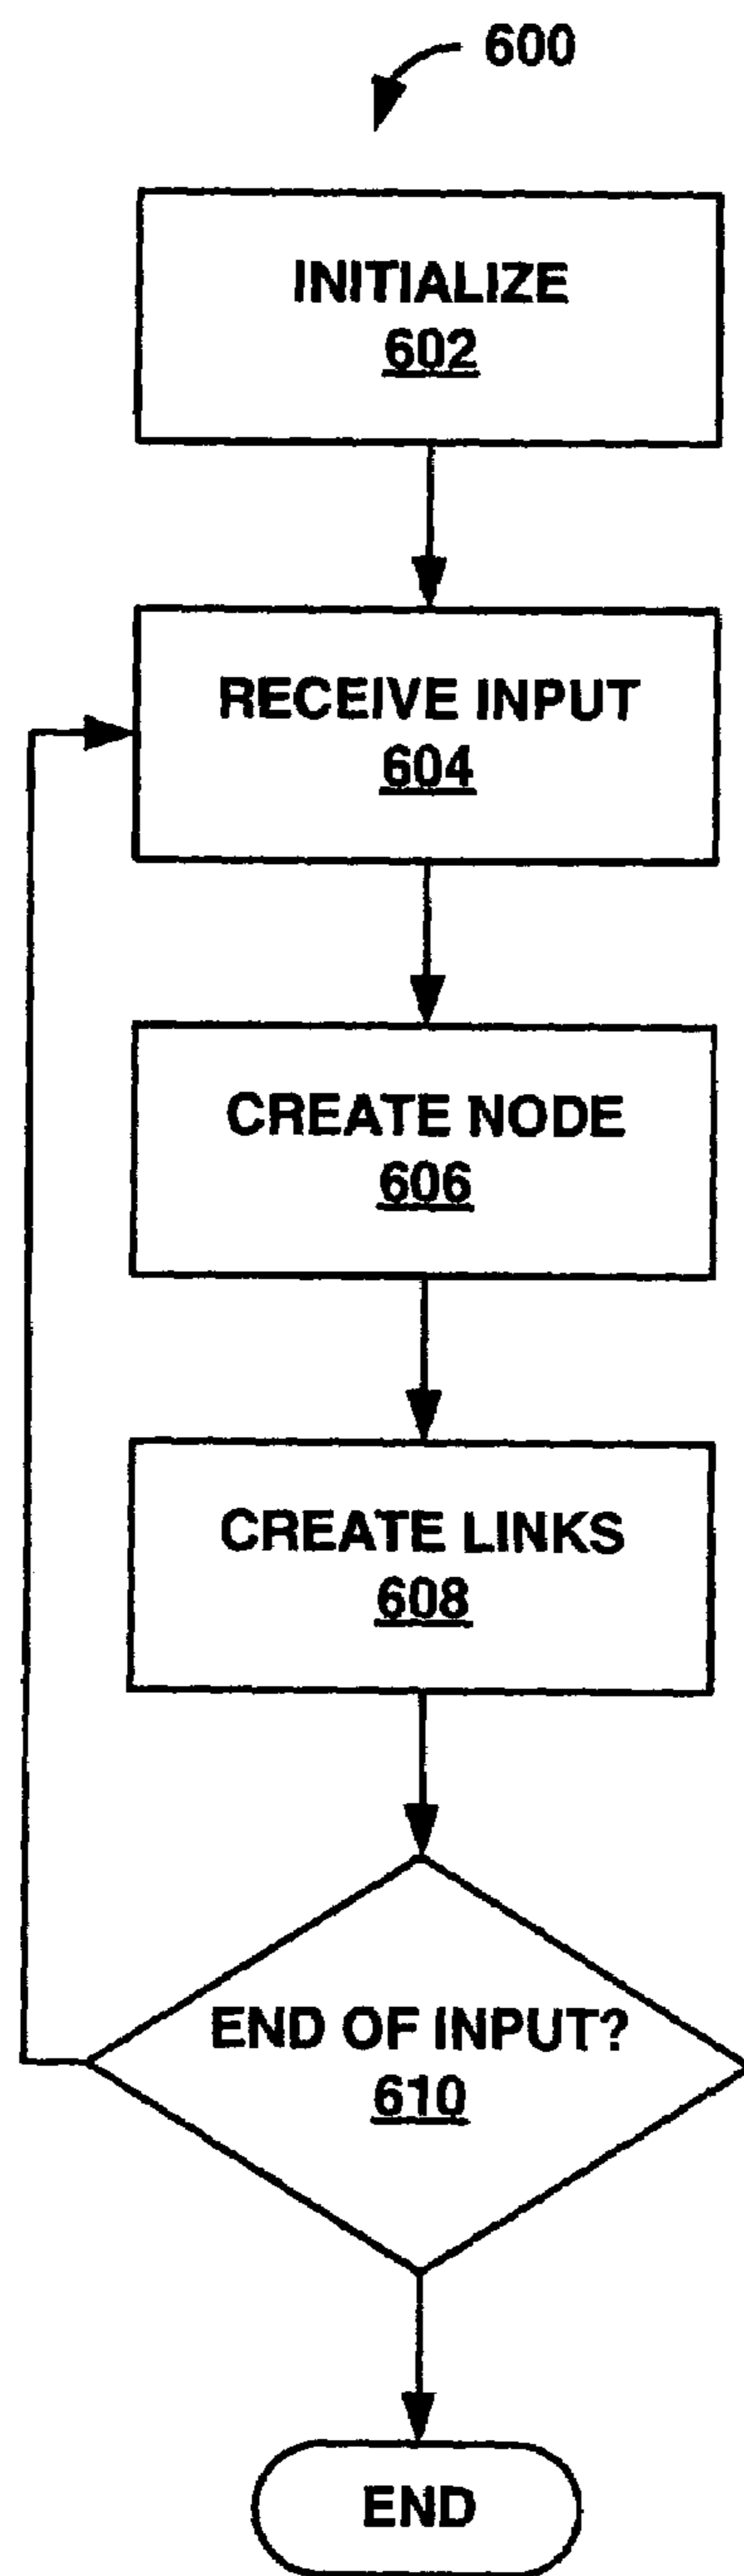 600
INITIALIZE
602
RECEIVE INPUT
604
CREATE NODE
606
CREATE LINKS
608
END OF INPUT?
610
END